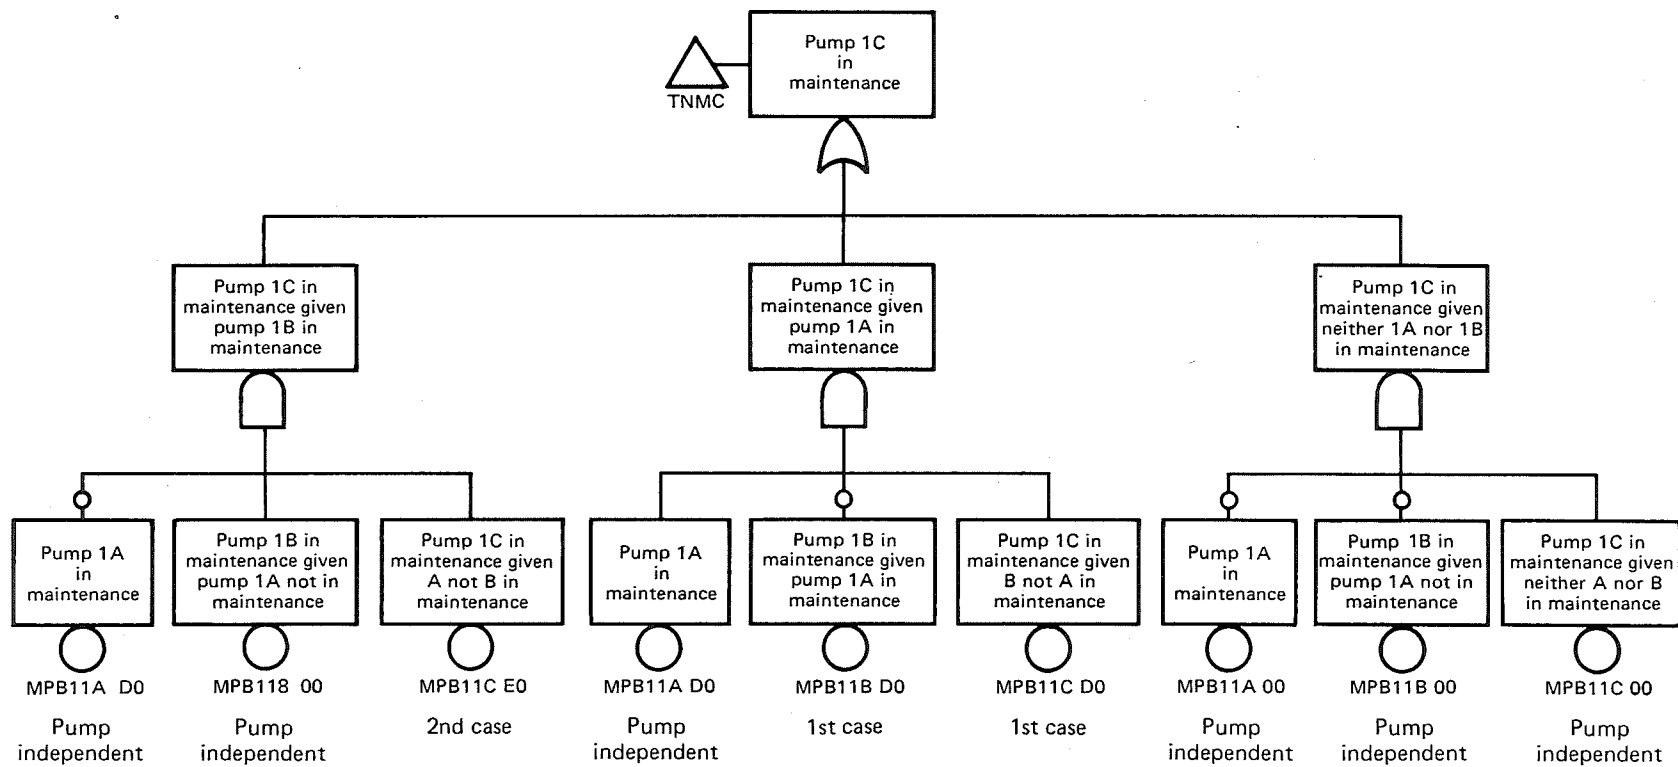 Pump 1C
in
maintenance
TNMC
Pump 1C in
maintenance given
pump 1B in
maintenance
Pump 1C in
maintenance given
pump 1A in
maintenance
Pump 1C in
maintenance given
neither 1A nor 1B
in maintenance
Pump 1A
in
maintenance
Pump 1B in
maintenance given
pump 1A not in
maintenance
Pump 1C in
maintenance given
A not B in
maintenance
Pump 1A
in
maintenance
Pump 1B in
maintenance given
pump 1A in
maintenance
Pump 1C in
maintenance given
B not A in
maintenance
Pump 1A
in
maintenance
Pump 1B in
maintenance given
pump 1A not in
maintenance
Pump 1C in
maintenance given
neither A nor B
in maintenance
MPB11A D0
MPB118 00
MPB11C E0
MPB11A D0
MPB11B D0
MPB11C D0
MPB11A 00
MPB11B 00
MPB11C 00
Pump
independent
Pump
independent
2nd case
Pump
independent
1st case
1st case
Pump
independent
Pump
independent
Pump
independent